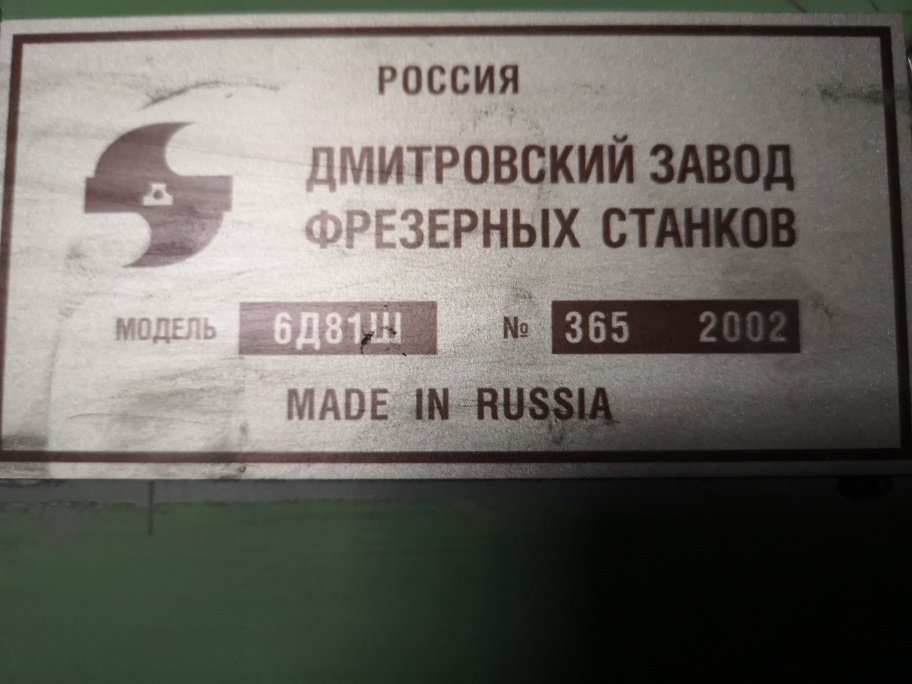 РОССИЯ
ДМИТРОВСКИЙ ЗАВОД
ФРЕЗЕРНЫХ СТАНКОВ
МОДЕЛЬ 6Д81Ш № 365 2002
MADE IN RUSSIA